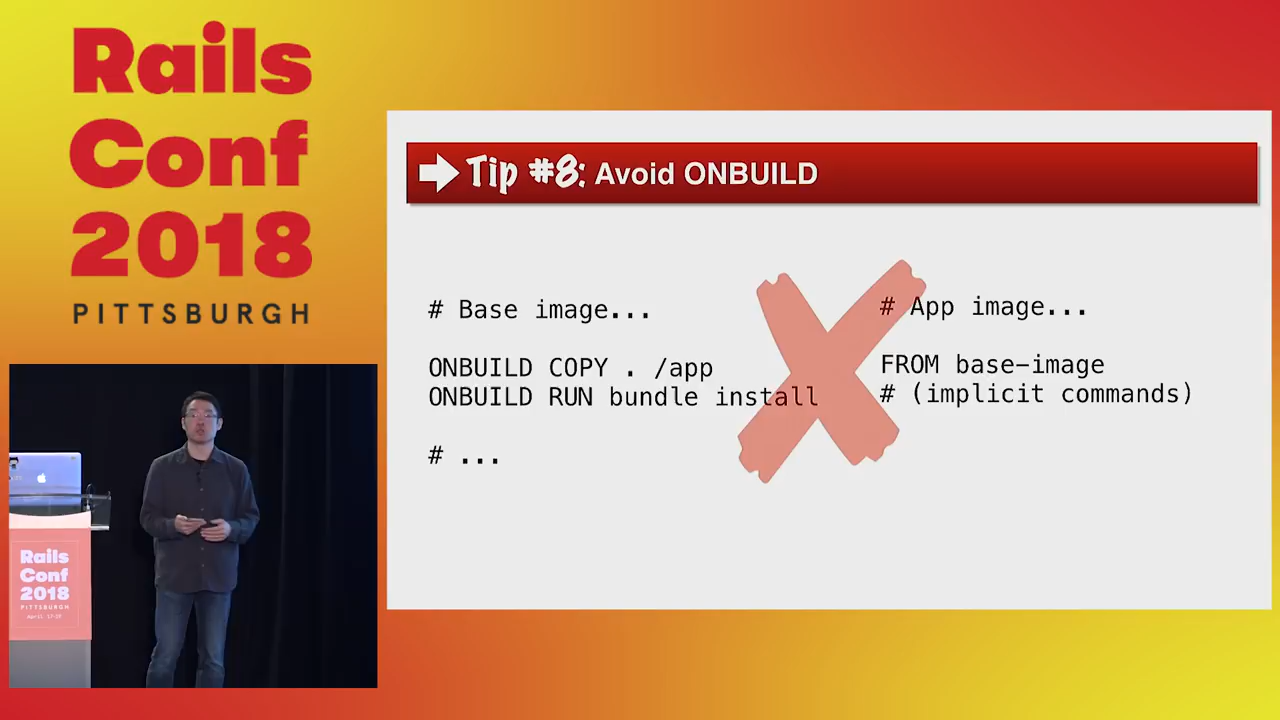 Rails
Conf
2018
PITTSBURGH
Tip #8: Avoid ONBUILD
# Base image...
ONBUILD COPY . /app
ONBUILD RUN bundle install
# ...
# App image...
FROM base-image
# (implicit commands)
Rails
Conf
2018
PITTSBURGH